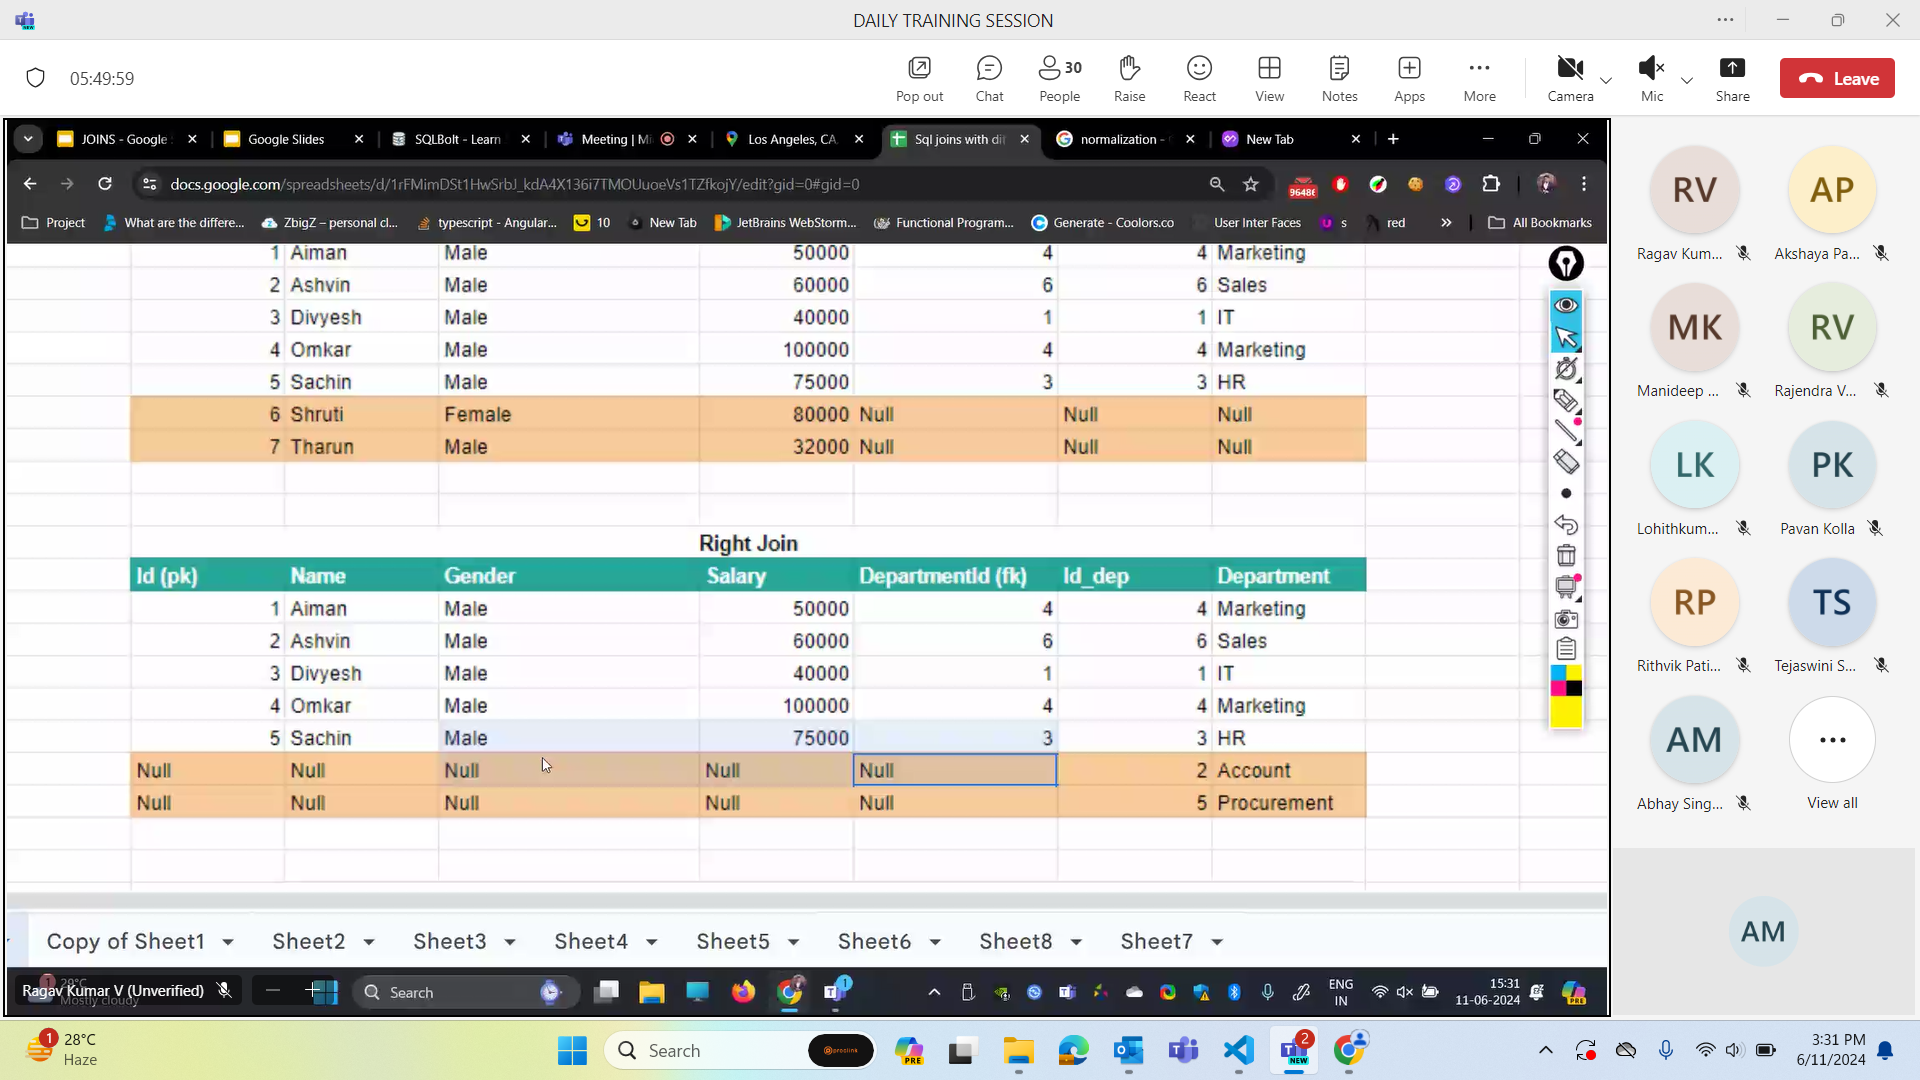 DAILY TRAINING SESSION
05:49:59
Pop out
Chat
30
People
Raise
React
View
Notes
Apps
More
Camera
Mic
Share
Leave
JOINS - Google
Google Slides
SQLBolt - Learn
Meeting | Mi
Los Angeles, CA
Sql joins with dif
normalization -
New Tab
docs.google.com/spreadsheets/d/1rFMimDSt1HwSrbJ_kdA4X136i7TMOUuoeVs1TZfkojY/edit?gid=0#gid=0
Project
What are the differe...
ZbigZ – personal cl...
typescript - Angular...
10
New Tab
JetBrains WebStorm...
Functional Program...
Generate - Coolors.co
User Inter Faces
s
red
»
All Bookmarks
1 Aiman Male 50000 4 4 Marketing
2 Ashvin Male 60000 6 6 Sales
3 Divyesh Male 40000 1 1 IT
4 Omkar Male 100000 4 4 Marketing
5 Sachin Male 75000 3 3 HR
6 Shruti Female 80000 Null Null Null
7 Tharun Male 32000 Null Null Null
Right Join
Id (pk) Name Gender Salary DepartmentId (fk) Id_dep Department
1 Aiman Male 50000 4 4 Marketing
2 Ashvin Male 60000 6 6 Sales
3 Divyesh Male 40000 1 1 IT
4 Omkar Male 100000 4 4 Marketing
5 Sachin Male 75000 3 3 HR
Null Null Null Null Null 2 Account
Null Null Null Null Null 5 Procurement
Copy of Sheet1
Sheet2
Sheet3
Sheet4
Sheet5
Sheet6
Sheet8
Sheet7
Ragav Kumar V (Unverified)
28°C
Mostly cloudy
Search
1
ENG
IN
15:31
11-06-2024
PRE
RV
Ragav Kum...
AP
Akshaya Pa...
MK
Manideep ...
RV
Rajendra V...
LK
Lohithkum...
PK
Pavan Kolla
RP
Rithvik Pati...
TS
Tejaswini S...
AM
Abhay Sing...
View all
AM
1
28°C
Haze
Search
PRE
2
NEW
3:31 PM
6/11/2024